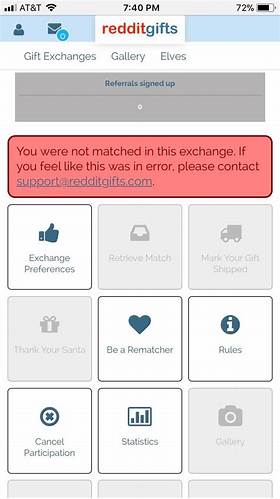 AT&T 7:40 PM 72%
0
redditgifts
Gift Exchanges Gallery Elves
Referrals signed up
0
You were not matched in this exchange. If
you feel like this was in error, please contact
support@redditgifts.com.
Exchange
Preferences
Retrieve Match
Mark Your Gift
Shipped
Thank Your Santa
Be a Rematcher
Rules
Cancel
Participation
Statistics
Gallery